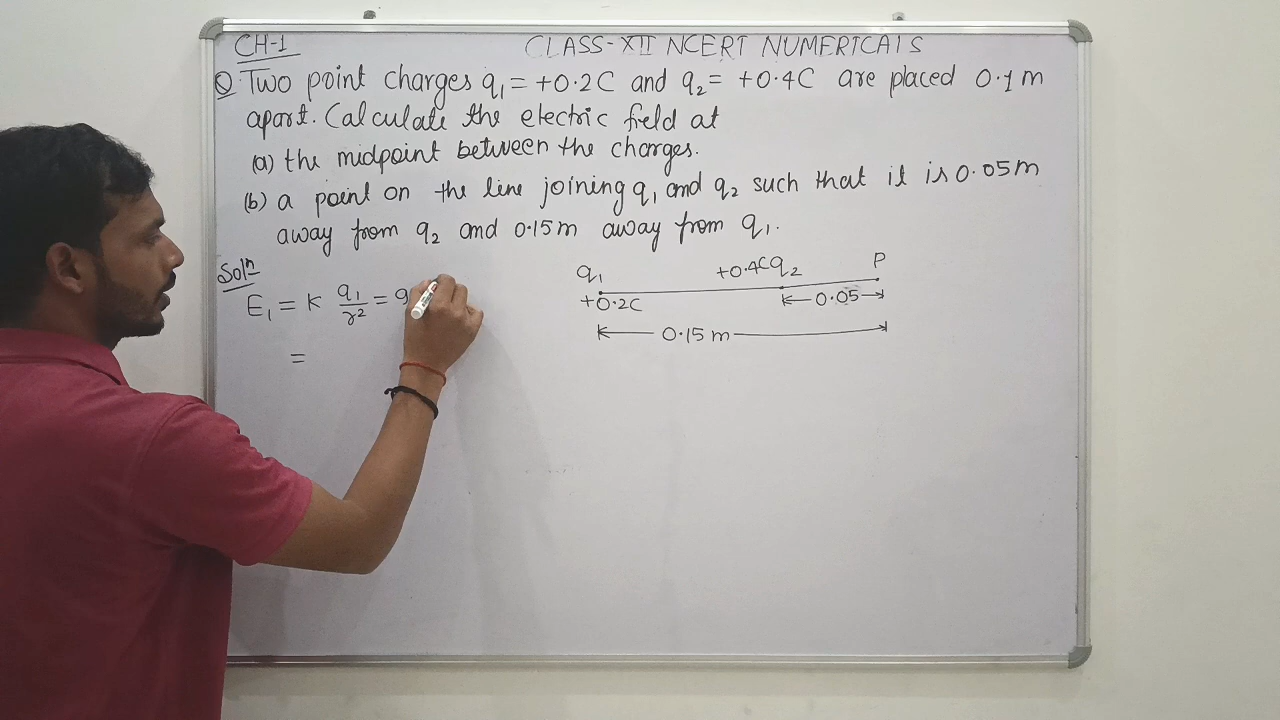 CH-1 CLASS-XII NCERT NUMERICALS
Q. Two point charges q₁ = +0.2C and q₂ = +0.4C are placed 0.1 m
apart. Calculate the electric field at
(a) the midpoint between the charges.
(b) a point on the line joining q₁ and q₂ such that it is 0.05m
away from q₂ and 0.15m away from q₁.
Solⁿ
q₁ +0.4C q₂ P
E₁ = K q₁/r² = 9
+0.2C 0.05
0.15 m
=